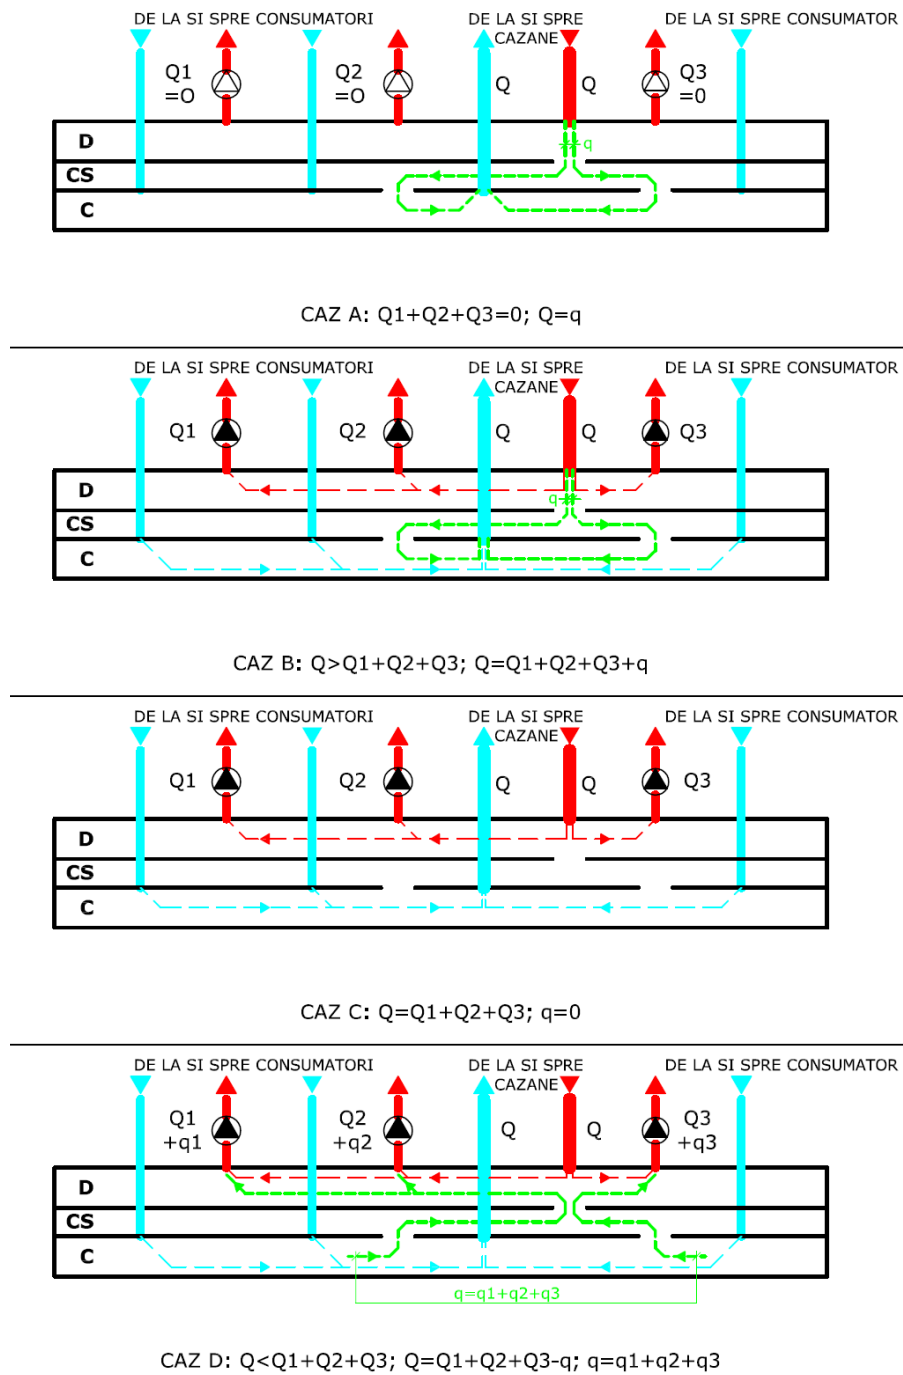 DE LA SI SPRE CONSUMATORI
DE LA SI SPRE
CAZANE
DE LA SI SPRE CONSUMATOR
Q1
=O
Q2
=O
Q
Q
Q3
=0
D
q
CS
C
CAZ A: Q1+Q2+Q3=0; Q=q
DE LA SI SPRE CONSUMATORI
DE LA SI SPRE
CAZANE
DE LA SI SPRE CONSUMATOR
Q1
Q2
Q
Q
Q3
D
q
CS
C
CAZ B: Q>Q1+Q2+Q3; Q=Q1+Q2+Q3+q
DE LA SI SPRE CONSUMATORI
DE LA SI SPRE
CAZANE
DE LA SI SPRE CONSUMATOR
Q1
Q2
Q
Q
Q3
D
CS
C
CAZ C: Q=Q1+Q2+Q3; q=0
DE LA SI SPRE CONSUMATORI
DE LA SI SPRE
CAZANE
DE LA SI SPRE CONSUMATOR
Q1
+q1
Q2
+q2
Q
Q
Q3
+q3
D
CS
C
q=q1+q2+q3
CAZ D: Q<Q1+Q2+Q3; Q=Q1+Q2+Q3-q; q=q1+q2+q3